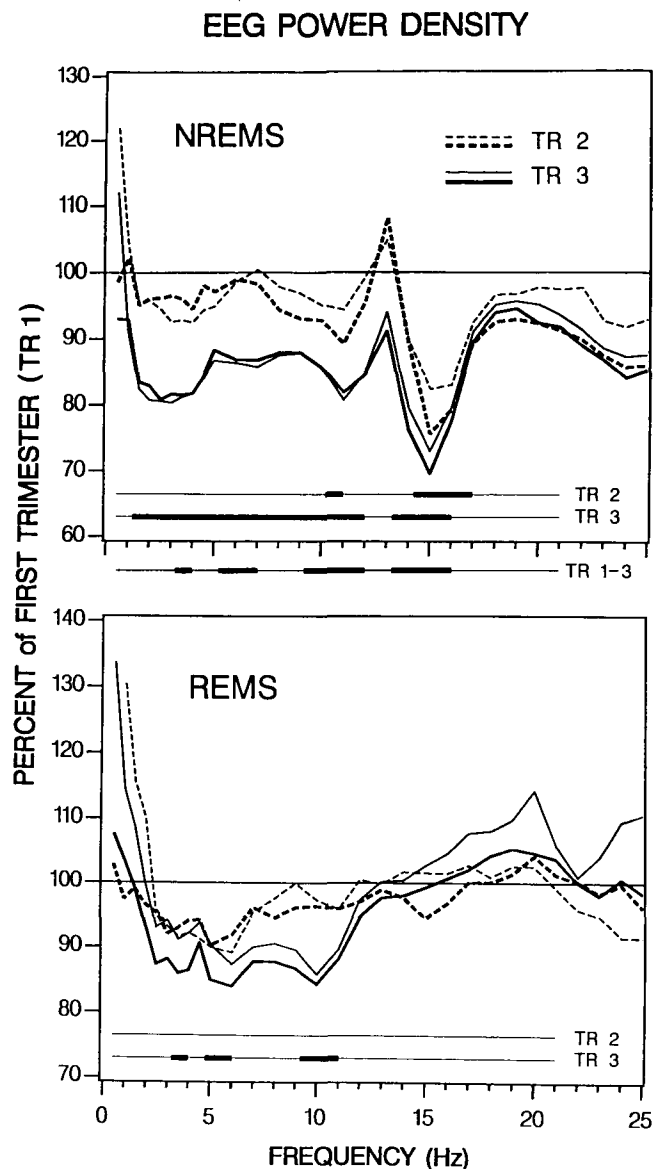 EEG POWER DENSITY
PERCENT of FIRST TRIMESTER (TR 1)
130
120
110
100
90
80
70
60
NREMS
TR 2
TR 3
TR 2
TR 3
TR 1-3
140
130
120
110
100
90
80
70
REMS
TR 2
TR 3
0 5 10 15 20 25
FREQUENCY (Hz)